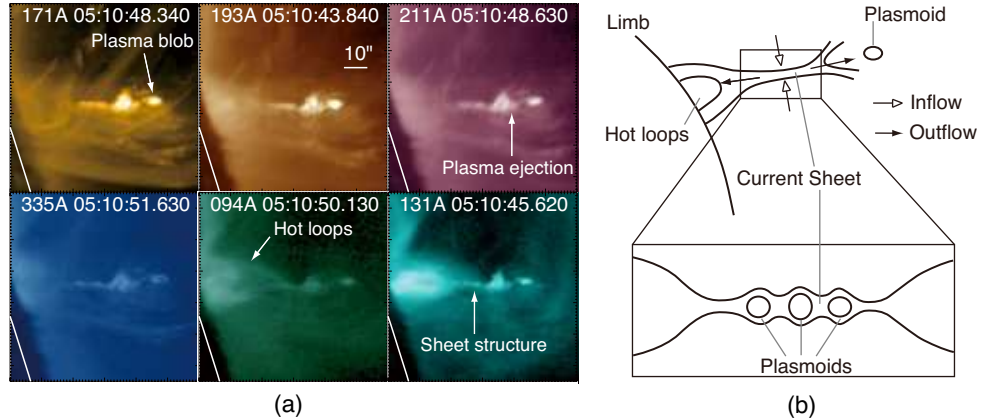 171A 05:10:48.340
Plasma blob
193A 05:10:43.840
10"
211A 05:10:48.630
Plasma ejection
335A 05:10:51.630
094A 05:10:50.130
Hot loops
131A 05:10:45.620
Sheet structure
(a)
Limb
Plasmoid
Inflow
Outflow
Hot loops
Current Sheet
Plasmoids
(b)